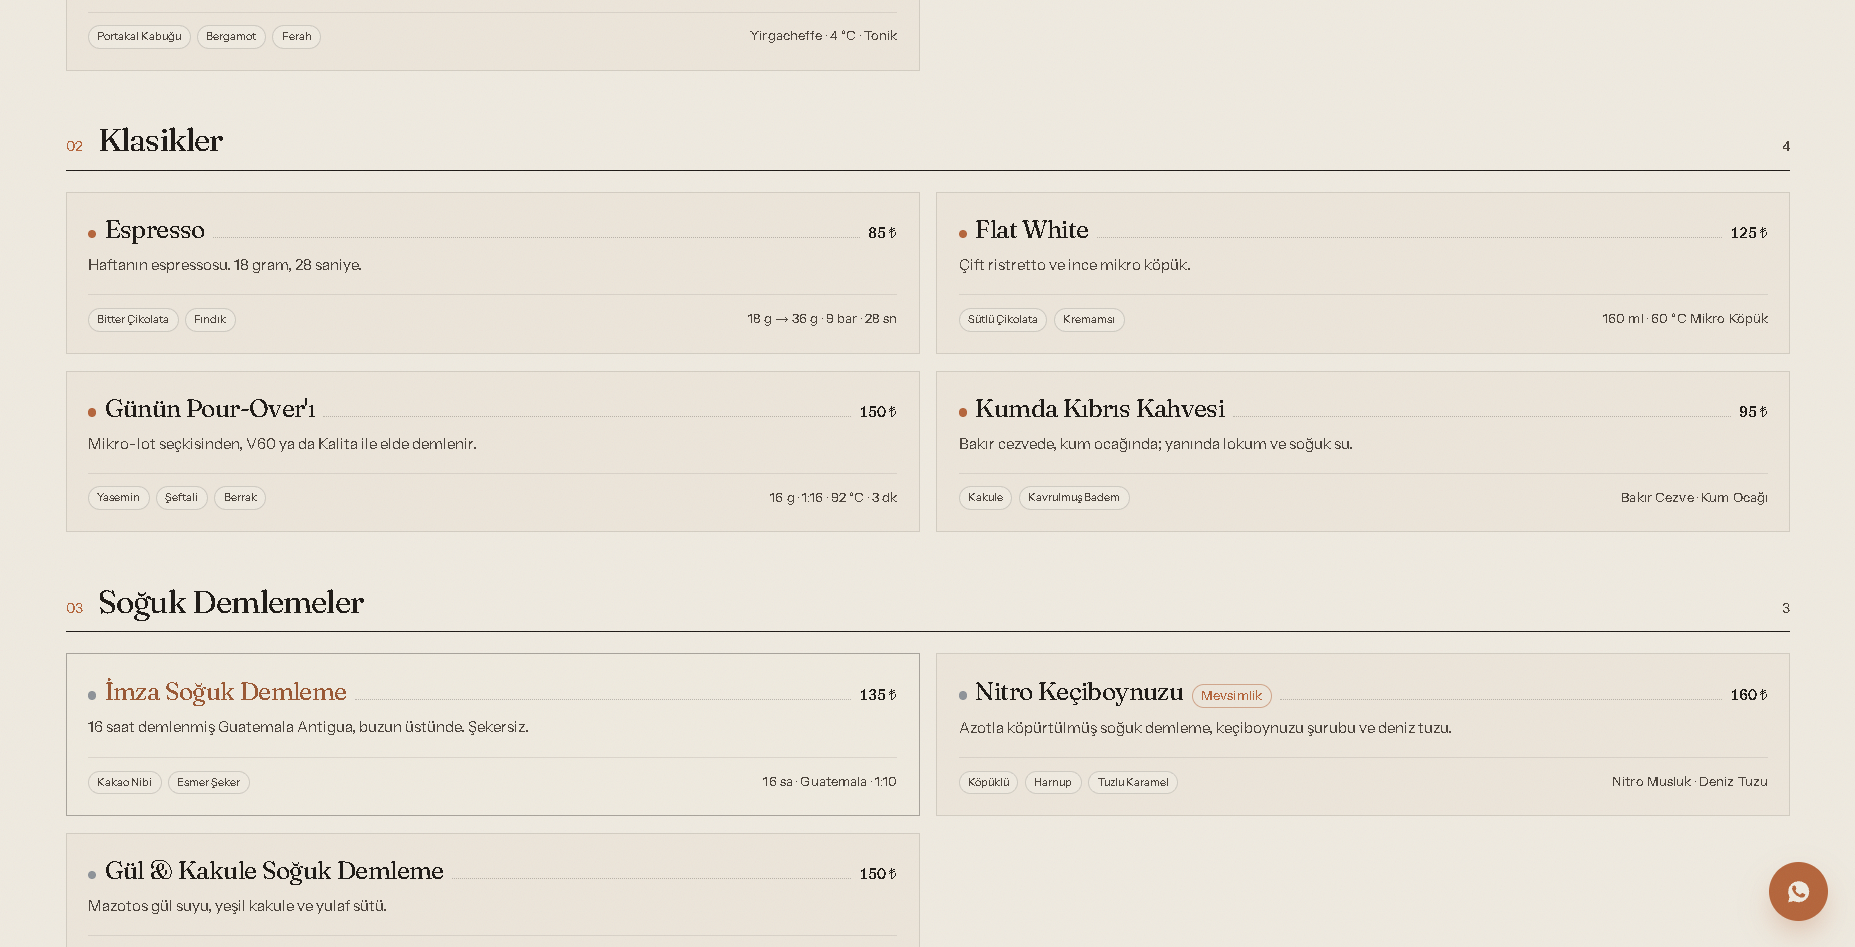 Portakal Kabuğu Bergamot Ferah Yirgacheffe · 4 °C · Tonik
02 Klasikler 4
Espresso 85 ₺
Haftanın espressosu. 18 gram, 28 saniye.
Bitter Çikolata Fındık 18 g → 36 g · 9 bar · 28 sn
Flat White 125 ₺
Çift ristretto ve ince mikro köpük.
Sütlü Çikolata Kremamsı 160 ml · 60 °C Mikro Köpük
Günün Pour-Over'ı 150 ₺
Mikro-lot seçkisinden, V60 ya da Kalita ile elde demlenir.
Yasemin Şeftali Berrak 16 g · 1:16 · 92 °C · 3 dk
Kumda Kıbrıs Kahvesi 95 ₺
Bakır cezvede, kum ocağında; yanında lokum ve soğuk su.
Kakule Kavrulmuş Badem Bakır Cezve · Kum Ocağı
03 Soğuk Demlemeler 3
İmza Soğuk Demleme 135 ₺
16 saat demlenmiş Guatemala Antigua, buzun üstünde. Şekersiz.
Kakao Nibi Esmer Şeker 16 sa · Guatemala · 1:10
Nitro Keçiboynuzu Mevsimlik 160 ₺
Azotla köpürtülmüş soğuk demleme, keçiboynuzu şurubu ve deniz tuzu.
Köpüklü Harnup Tuzlu Karamel Nitro Musluk · Deniz Tuzu
Gül & Kakule Soğuk Demleme 150 ₺
Mazotos gül suyu, yeşil kakule ve yulaf sütü.